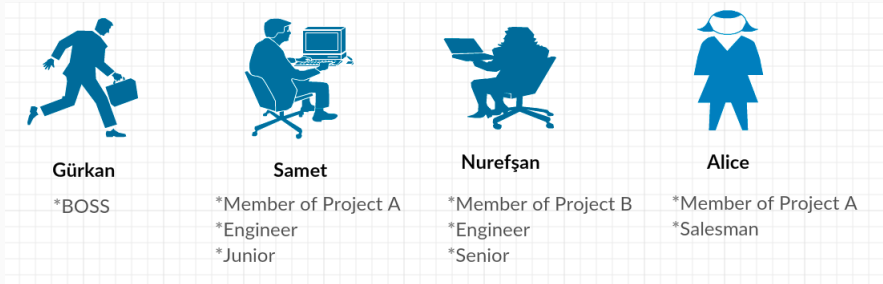 Gürkan
*BOSS
Samet
*Member of Project A
*Engineer
*Junior
Nurefşan
*Member of Project B
*Engineer
*Senior
Alice
*Member of Project A
*Salesman